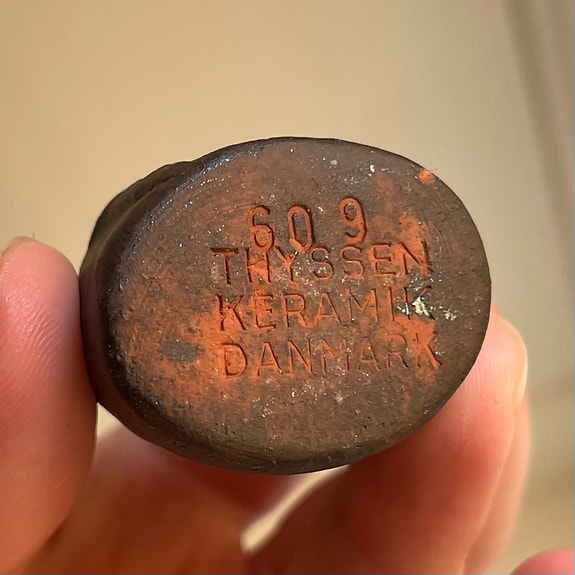 609
THYSSEN
KERAMIK
DANMARK